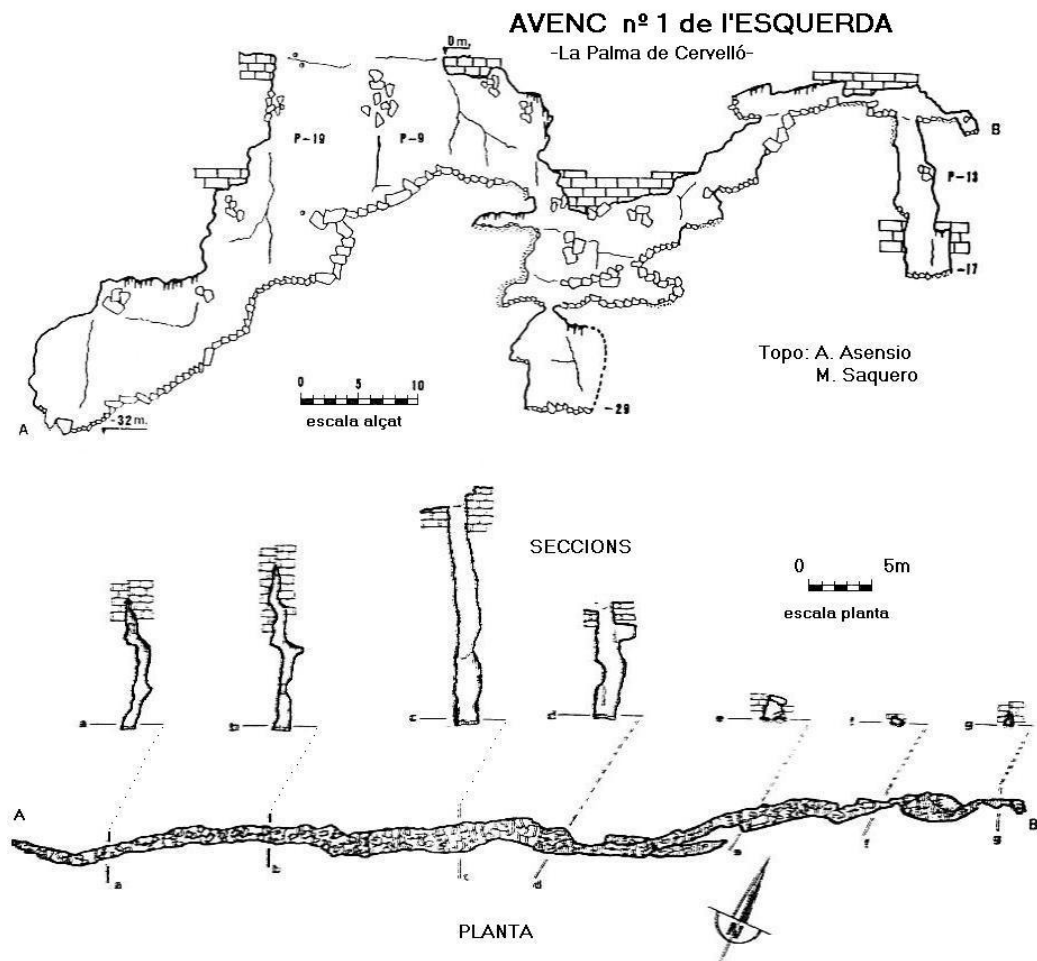 AVENC nº 1 de l'ESQUERDA
-La Palma de Cervelló-
0 m.
P-19
P-9
B
P-13
-17
Topo: A. Asensio
M. Saquero
0 5 10
escala alçat
-29
A
-32 m.
SECCIONS
0 5m
escala planta
a
b
c
d
e
f
g
A
B
a
b
c
d
e
f
g
N
PLANTA